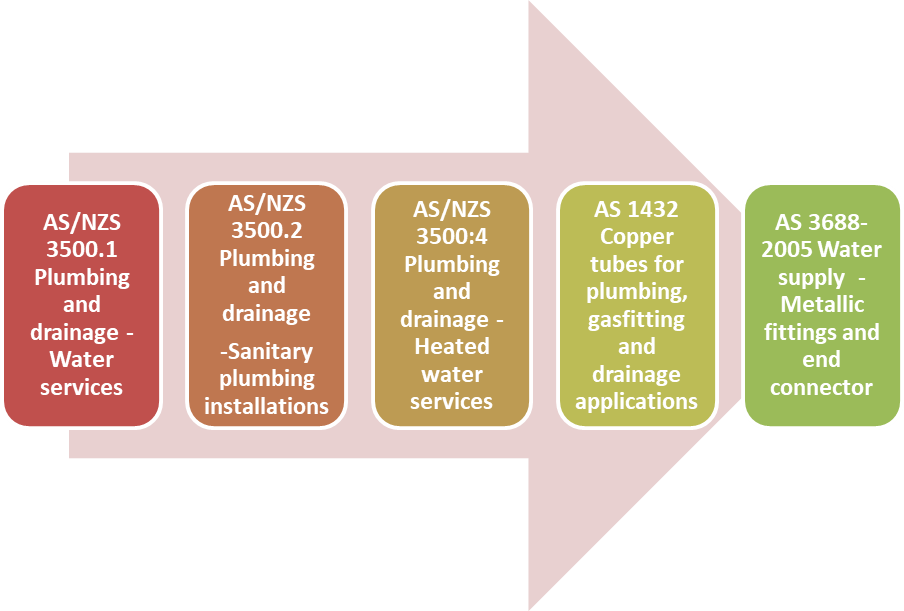 AS/NZS
3500.1
Plumbing
and
drainage -
Water
services
AS/NZS
3500.2
Plumbing
and
drainage
-Sanitary
plumbing
installations
AS/NZS
3500:4
Plumbing
and
drainage -
Heated
water
services
AS 1432
Copper
tubes for
plumbing,
gasfitting
and
drainage
applications
AS 3688-
2005 Water
supply -
Metallic
fittings and
end
connector